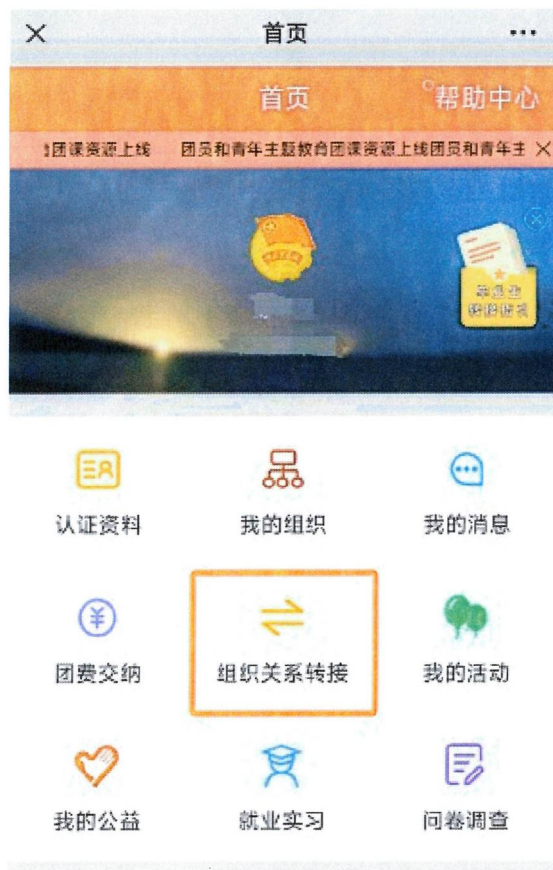 首页
首页 帮助中心
团课资源上线 团员和青年主题教育团课资源上线团员和青年主
毕业生
认证资料 我的组织 我的消息
团费交纳 组织关系转接 我的活动
我的公益 就业实习 问卷调查